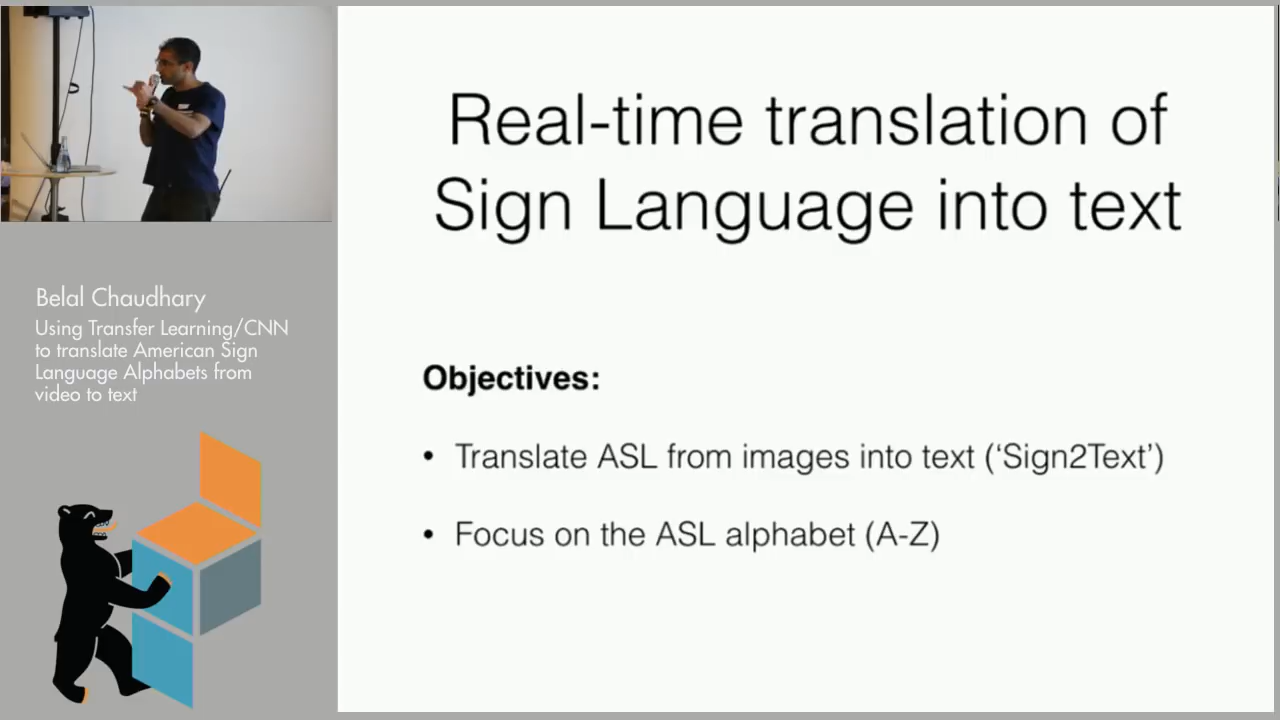 Belal Chaudhary
Using Transfer Learning/CNN
to translate American Sign
Language Alphabets from
video to text
Real-time translation of
Sign Language into text
Objectives:
• Translate ASL from images into text (‘Sign2Text’)
• Focus on the ASL alphabet (A-Z)